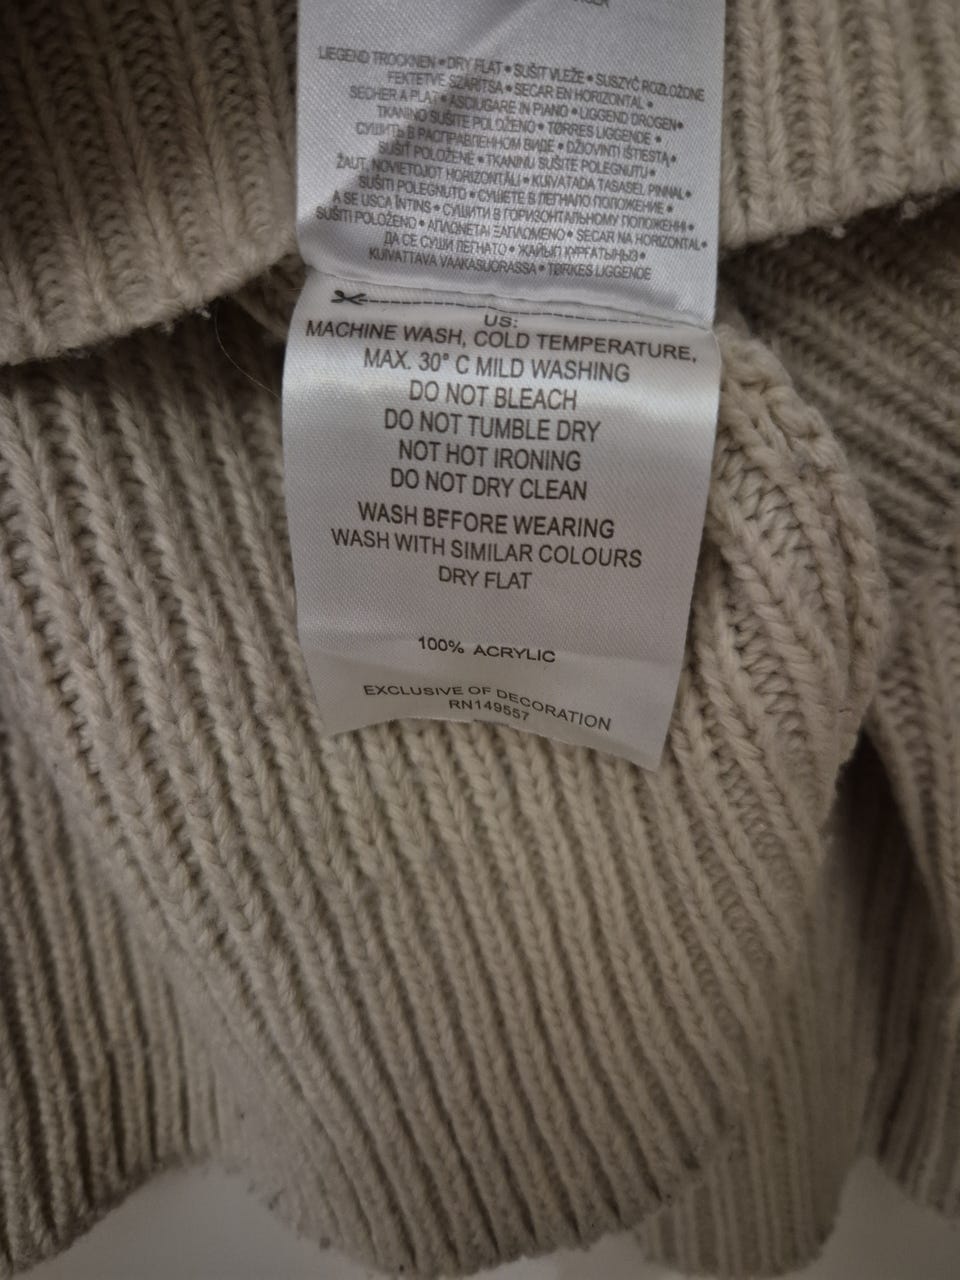 LIEGEND TROCKNEN • DRY FLAT • SUŠIT VLEŽE • SUSZYĆ ROZŁOŻONE
FEKTETVE SZÁRÍTSA • SECAR EN HORIZONTAL •
SÉCHER À PLAT • ASCIUGARE IN PIANO • LIGGEND DROGEN•
TKANINO SUŠITE POLOŽENO • TØRRES LIGGENDE •
СУШИТЬ В РАСПРАВЛЕННОМ ВИДЕ • DŽIOVINTI IŠTIESTĄ•
SUŠIŤ POLOŽENÉ • TKANINU SUŠITE POLEGNUTU•
ŽAUT, NOVIETOJOT HORIZONTĀLI • KUIVATADA TASASEL PINNAL•
SUŠITI POLEGNUTO • СУШЕТЕ В ЛЕГНАЛО ПОЛОЖЕНИЕ •
A SE USCA ÎNTINS • СУШИТИ В ГОРИЗОНТАЛЬНОМУ ПОЛОЖЕННІ •
SUŠITI POLOŽENO • ΑΠΛΩΝΕΤΑΙ ΞΑΠΛΩΜΕΝΟ • SECAR NA HORIZONTAL•
ДА СЕ СУШИ ЛЕГНАТО • ЖАЙЫП КҰРҒАТЫҢЫЗ•
KUIVATTAVA VAAKASUORASSA • TØRKES LIGGENDE
US:
MACHINE WASH, COLD TEMPERATURE,
MAX. 30° C MILD WASHING
DO NOT BLEACH
DO NOT TUMBLE DRY
NOT HOT IRONING
DO NOT DRY CLEAN
WASH BEFORE WEARING
WASH WITH SIMILAR COLOURS
DRY FLAT
100% ACRYLIC
EXCLUSIVE OF DECORATION
RN149557